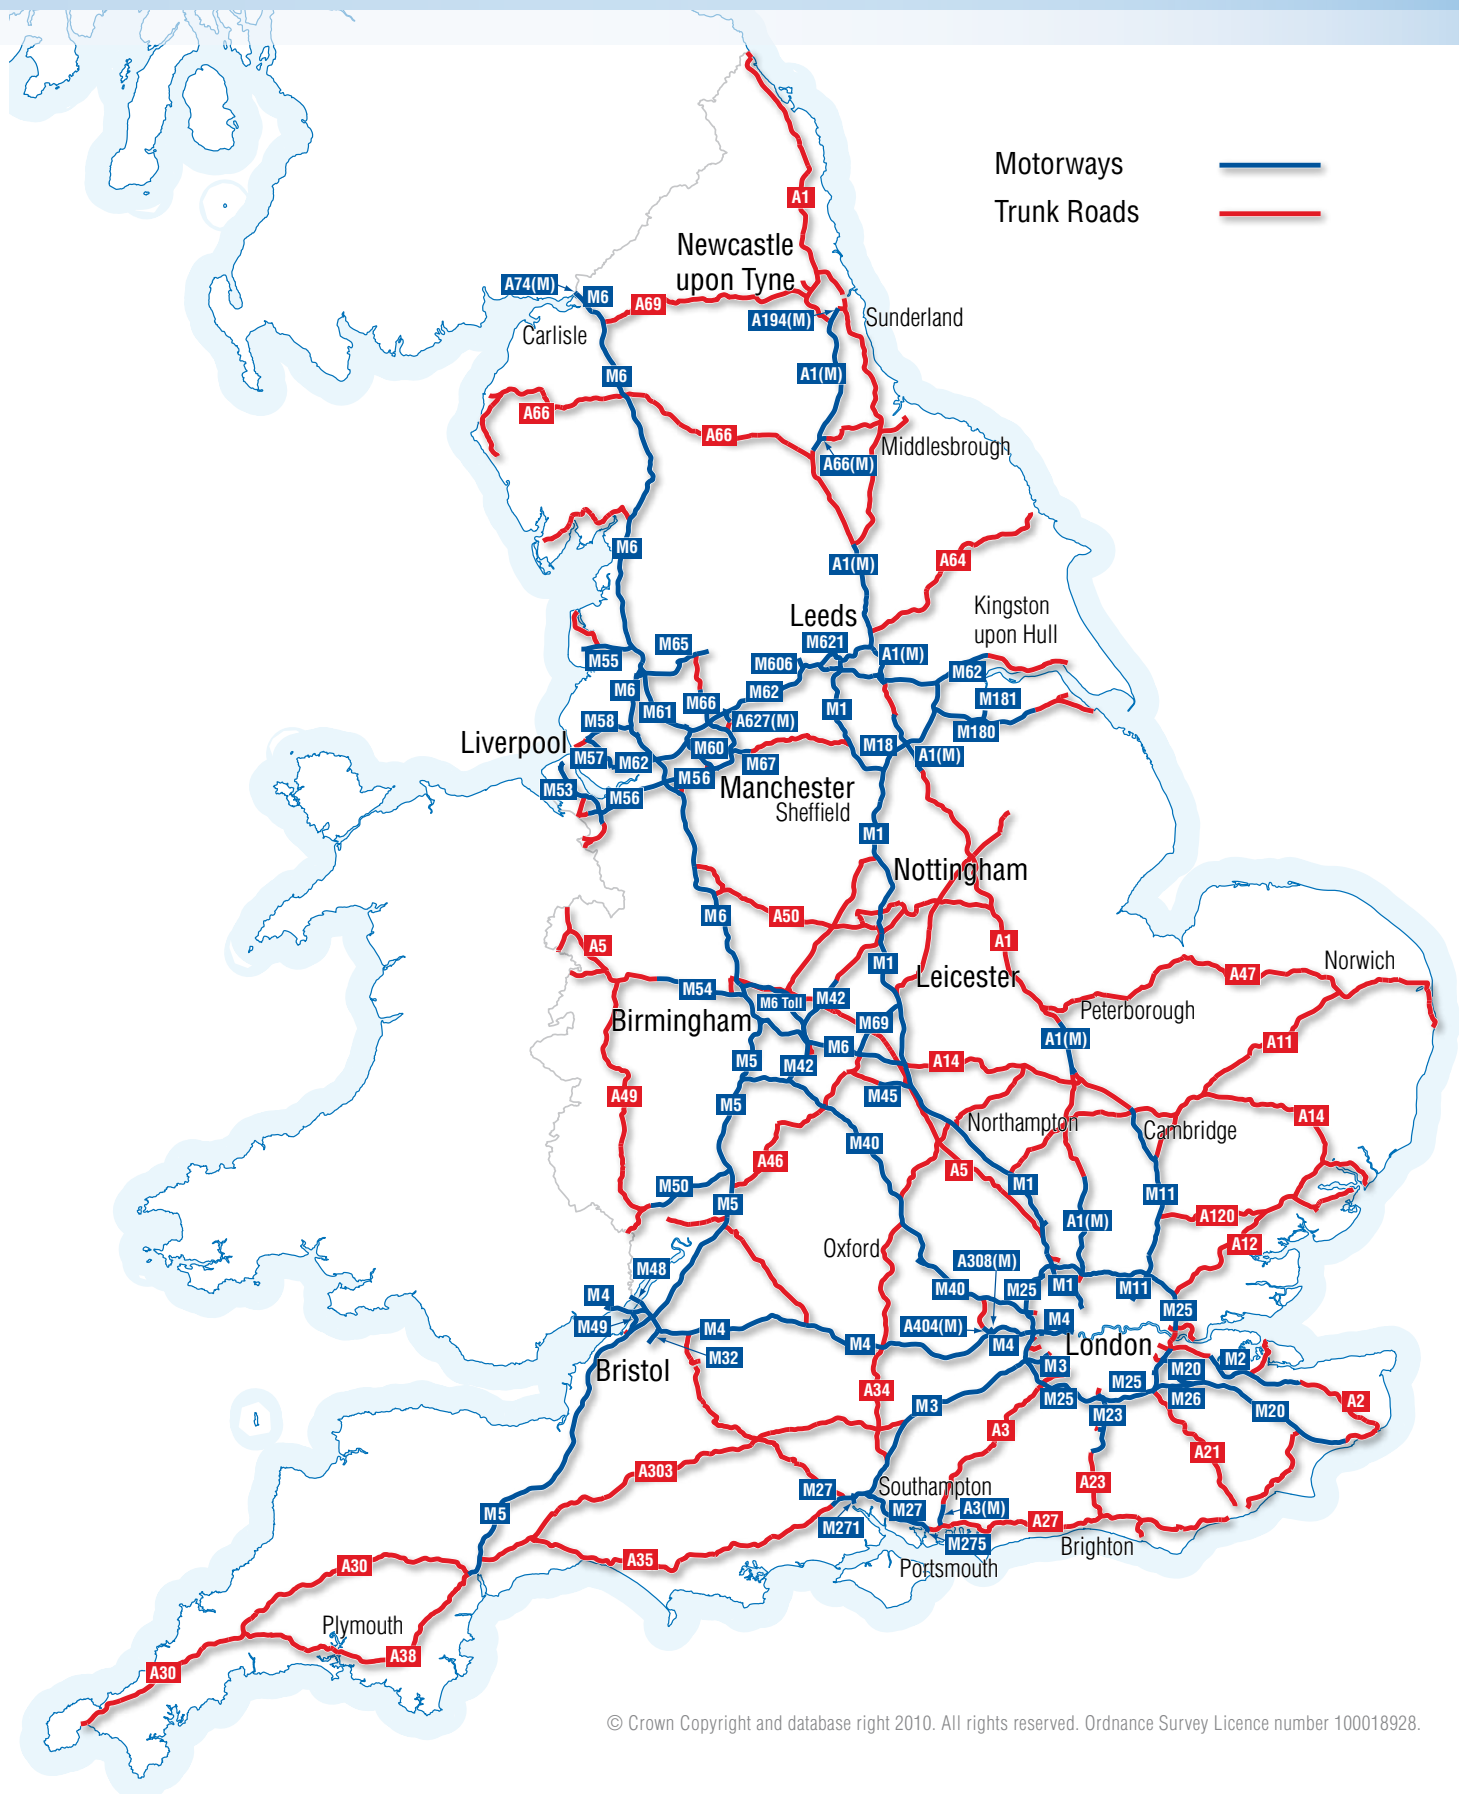 Motorways
Trunk Roads
A1
Newcastle
upon Tyne
A74(M)
M6
A69
A194(M)
Sunderland
Carlisle
M6
A1(M)
A66
A66
Middlesbrough
A66(M)
M6
A1(M)
A64
Kingston
upon Hull
Leeds
M621
M65
M55
M606
A1(M)
M62
M6
M62
M181
M66
M61
M1
M58
A627(M)
M180
Liverpool
M60
M18
A1(M)
M57
M62
M67
M56
M53
M56
Manchester
Sheffield
M1
Nottingham
M6
A50
A1
A5
M1
Leicester
Norwich
A47
M54
M6 Toll
M42
Peterborough
Birmingham
M69
A1(M)
A11
M6
M5
M42
A14
A49
M45
M5
A14
Northampton
Cambridge
M40
A46
A5
M50
M1
M11
M5
A1(M)
A120
A12
Oxford
M48
A308(M)
M4
M40
M25
M1
M11
M25
M49
M4
A404(M)
M4
M4
M4
London
M32
Bristol
M3
M20
M2
M25
A34
M25
M26
A2
M3
M23
M20
A3
A21
A303
A23
M27
Southampton
M5
M27
A3(M)
M271
A27
M275
Brighton
A35
Portsmouth
A30
Plymouth
A38
A30
© Crown Copyright and database right 2010. All rights reserved. Ordnance Survey Licence number 100018928.